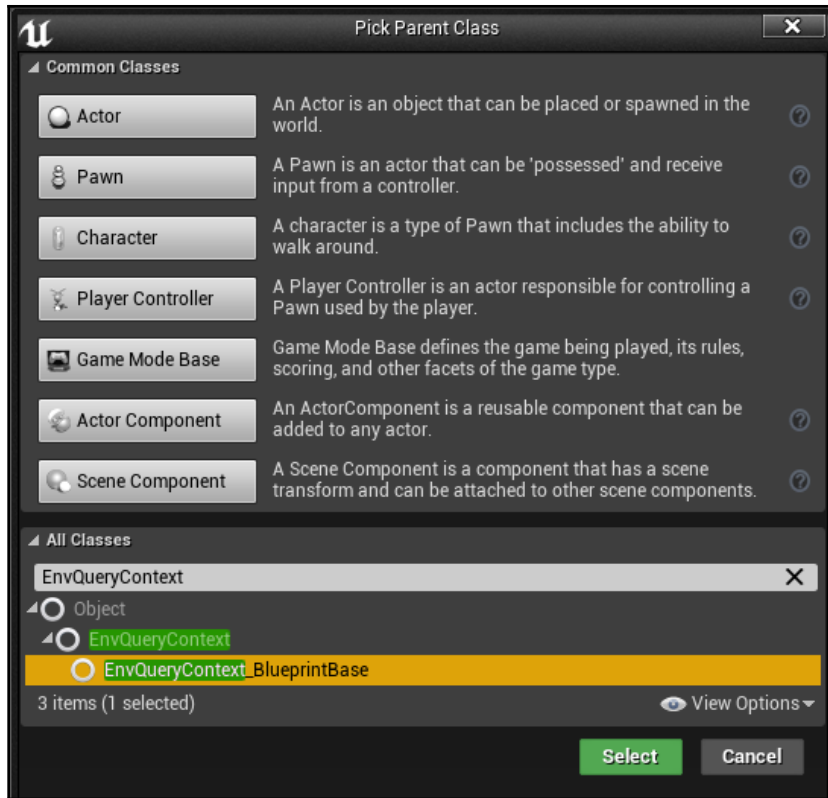 Pick Parent Class
Common Classes
Actor
An Actor is an object that can be placed or spawned in the
world.
Pawn
A Pawn is an actor that can be 'possessed' and receive
input from a controller.
Character
A character is a type of Pawn that includes the ability to
walk around.
Player Controller
A Player Controller is an actor responsible for controlling a
Pawn used by the player.
Game Mode Base
Game Mode Base defines the game being played, its rules,
scoring, and other facets of the game type.
Actor Component
An ActorComponent is a reusable component that can be
added to any actor.
Scene Component
A Scene Component is a component that has a scene
transform and can be attached to other scene components.
All Classes
EnvQueryContext
Object
EnvQueryContext
EnvQueryContext_BlueprintBase
3 items (1 selected)
View Options
Select
Cancel